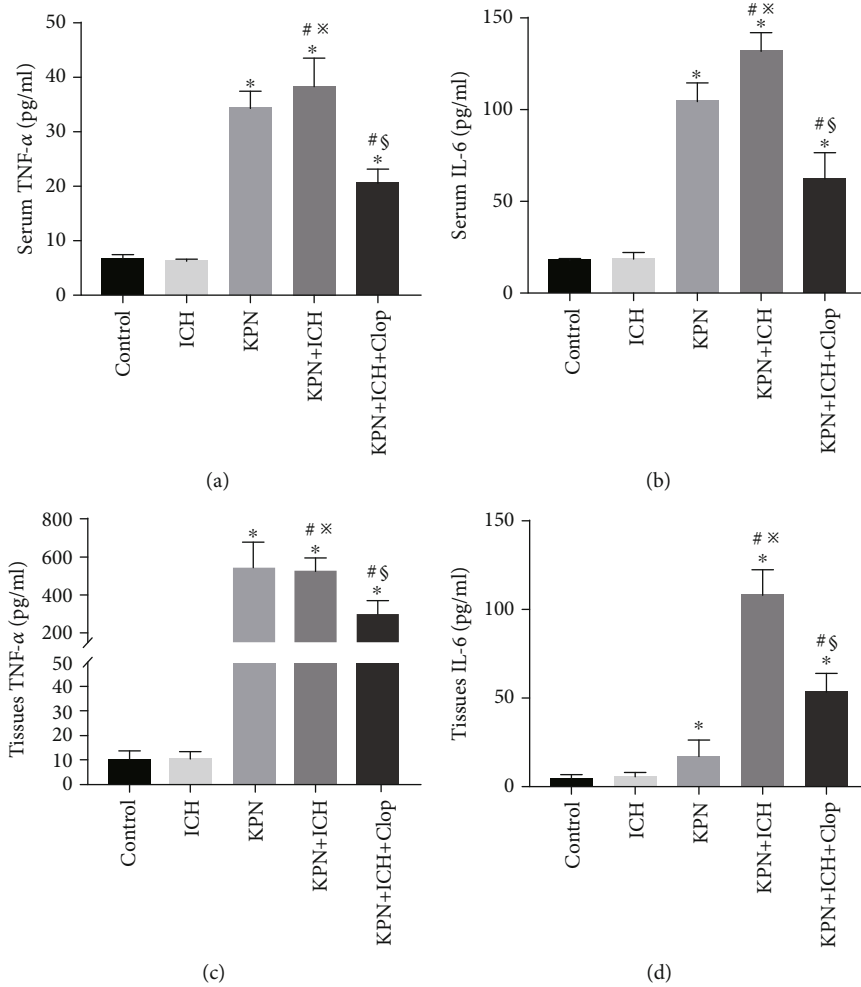 Serum TNF-α (pg/ml)
50
40
30
20
10
0
*
# ※
*
#§
*
Control
ICH
KPN
KPN+ICH
KPN+ICH+Clop
(a)
Serum IL-6 (pg/ml)
150
100
50
0
*
# ※
*
#§
*
Control
ICH
KPN
KPN+ICH
KPN+ICH+Clop
(b)
Tissues TNF-α (pg/ml)
800
600
400
200
50
40
30
20
10
0
*
# ※
*
#§
*
Control
ICH
KPN
KPN+ICH
KPN+ICH+Clop
(c)
Tissues IL-6 (pg/ml)
150
100
50
0
*
# ※
*
#§
*
Control
ICH
KPN
KPN+ICH
KPN+ICH+Clop
(d)